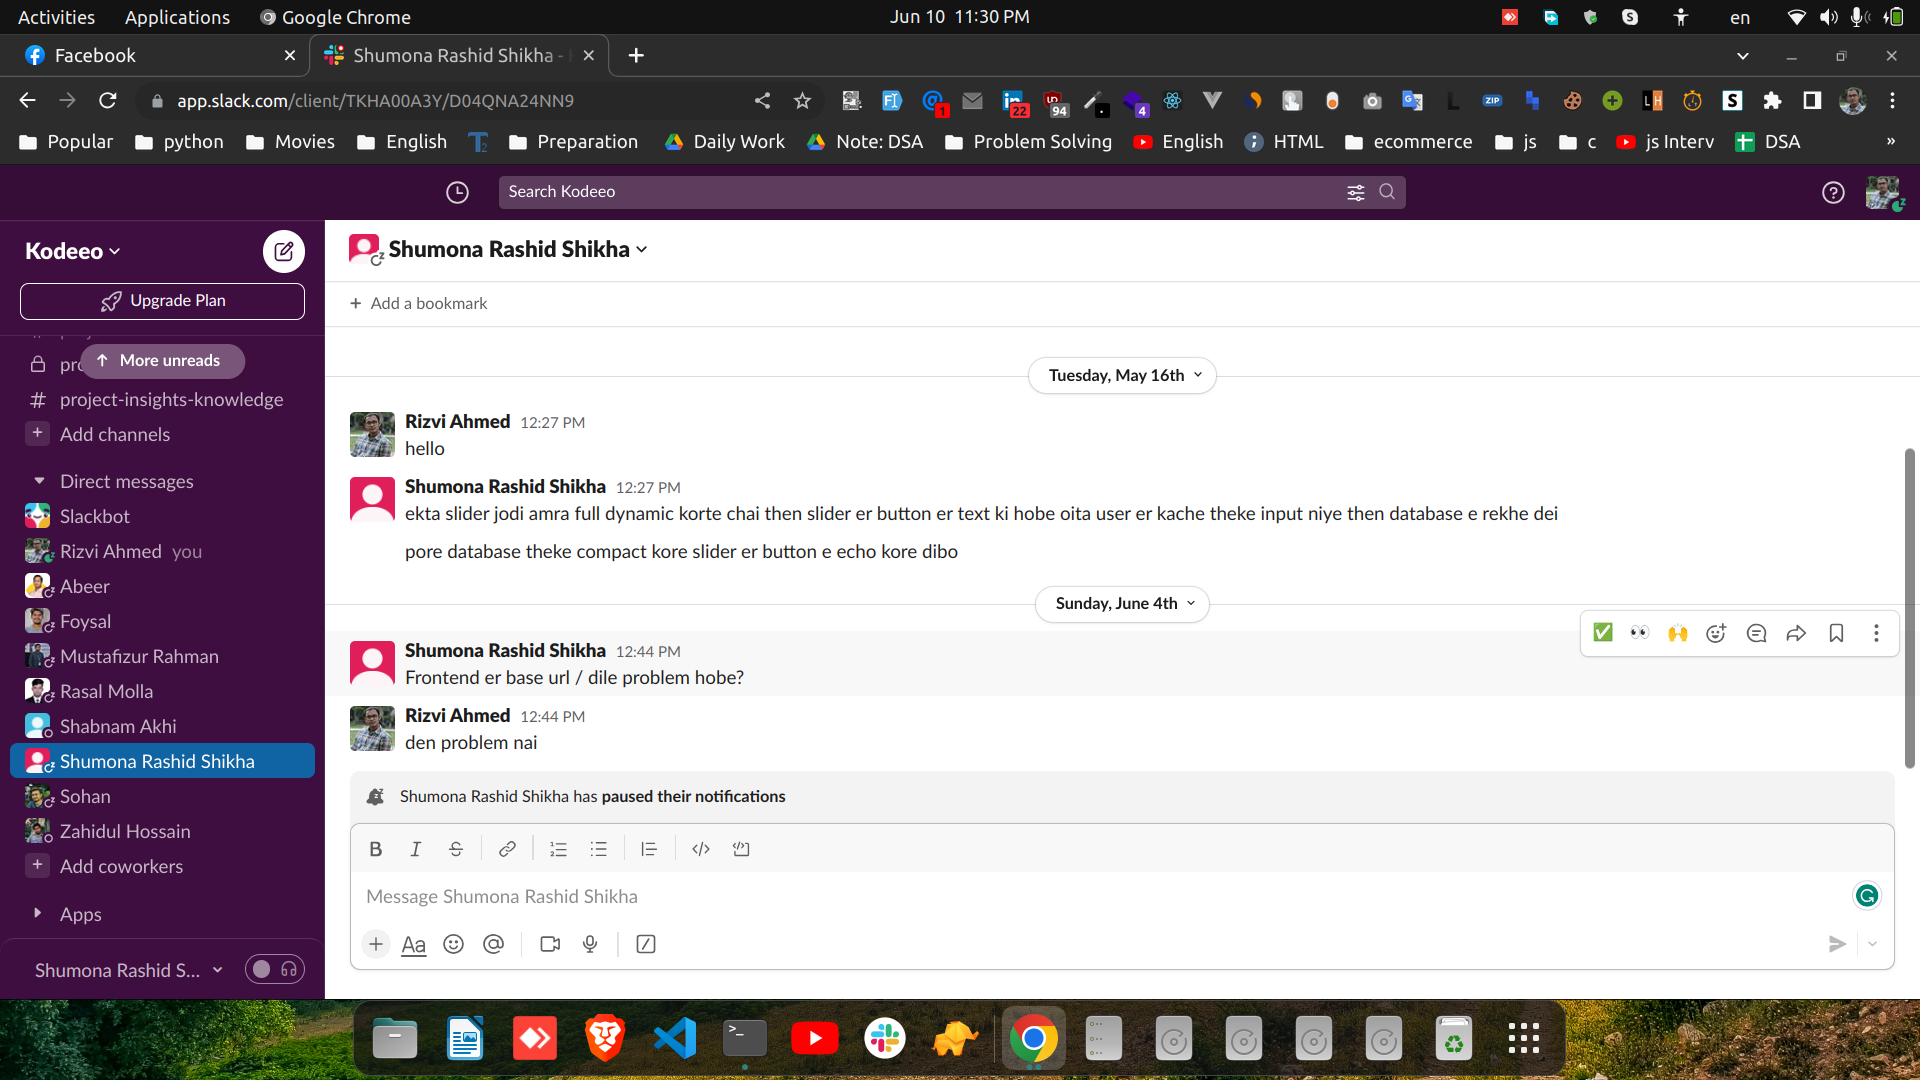 Activities Applications Google Chrome Jun 10 11:30 PM en
Facebook Shumona Rashid Shikha -
app.slack.com/client/TKHA00A3Y/D04QNA24NN9
1 22 94 4 ZIP
Popular python Movies English Preparation Daily Work Note: DSA Problem Solving English HTML ecommerce js c js Interv DSA »
Search Kodeeo
Kodeeo
Upgrade Plan
More unreads
project-insights-knowledge
Add channels
Direct messages
Slackbot
Rizvi Ahmed you
Abeer
Foysal
Mustafizur Rahman
Rasal Molla
Shabnam Akhi
Shumona Rashid Shikha
Sohan
Zahidul Hossain
Add coworkers
Apps
Shumona Rashid S...
Shumona Rashid Shikha
Add a bookmark
Tuesday, May 16th
Rizvi Ahmed 12:27 PM
hello
Shumona Rashid Shikha 12:27 PM
ekta slider jodi amra full dynamic korte chai then slider er button er text ki hobe oita user er kache theke input niye then database e rekhe dei
pore database theke compact kore slider er button e echo kore dibo
Sunday, June 4th
Shumona Rashid Shikha 12:44 PM
Frontend er base url / dile problem hobe?
Rizvi Ahmed 12:44 PM
den problem nai
Shumona Rashid Shikha has paused their notifications
Message Shumona Rashid Shikha
Aa